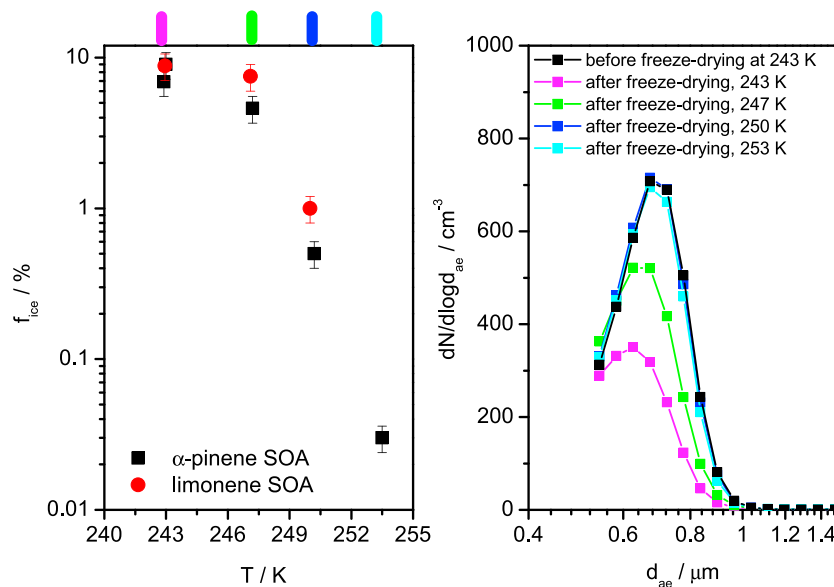 10
1
0.1
0.01
f_ice / %
α-pinene SOA
limonene SOA
240 243 246 249 252 255
T / K
1000
800
600
400
200
0
dN/dlogd_ae / cm⁻³
before freeze-drying at 243 K
after freeze-drying, 243 K
after freeze-drying, 247 K
after freeze-drying, 250 K
after freeze-drying, 253 K
0.4 0.6 0.8 1 1.2 1.4
d_ae / μm